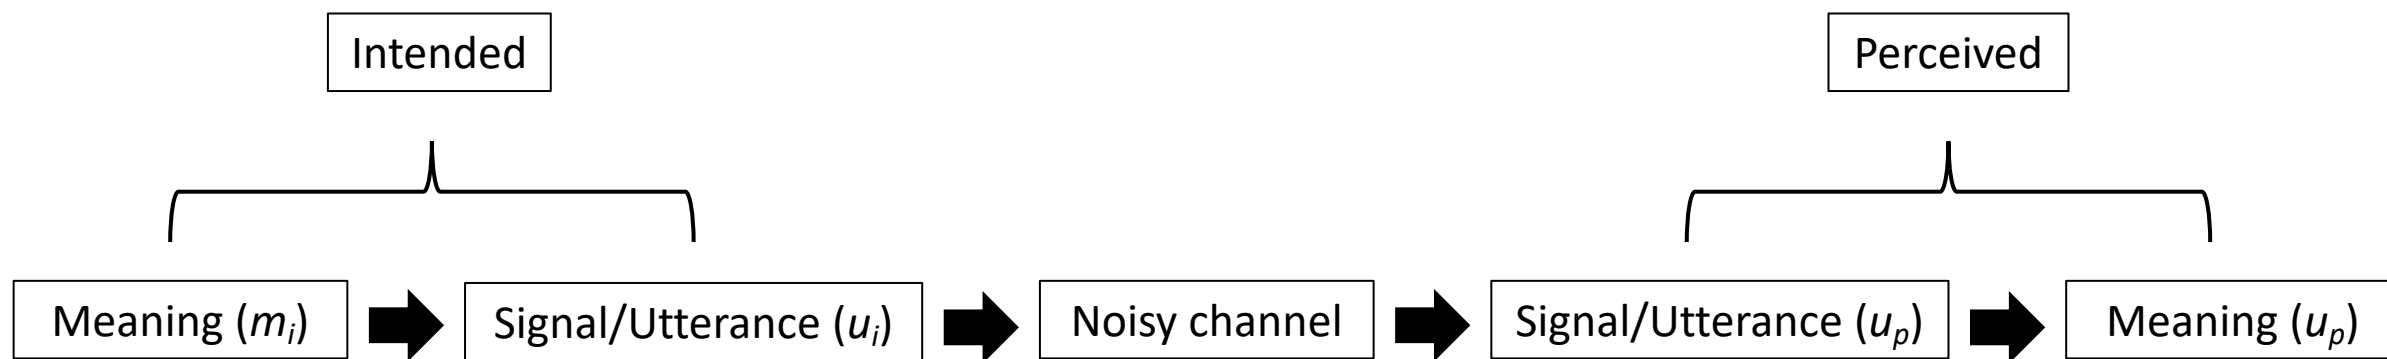 Intended
Perceived
Meaning (mᵢ)
Signal/Utterance (uᵢ)
Noisy channel
Signal/Utterance (uₚ)
Meaning (uₚ)